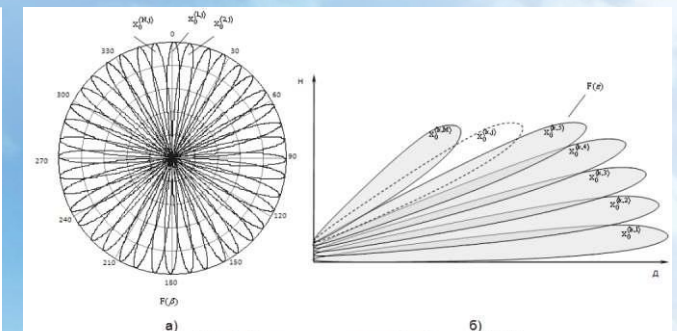 x₀^(N,j) x₀^(1,j) x₀^(2,j)
0
330 30
300 60
270 90
240 120
210 150
180
F(β)
а)
H
F(ε)
x₀^(k,M) x₀^(k,j) x₀^(k,5)
x₀^(k,4)
x₀^(k,3)
x₀^(k,2)
x₀^(k,1)
Д
б)